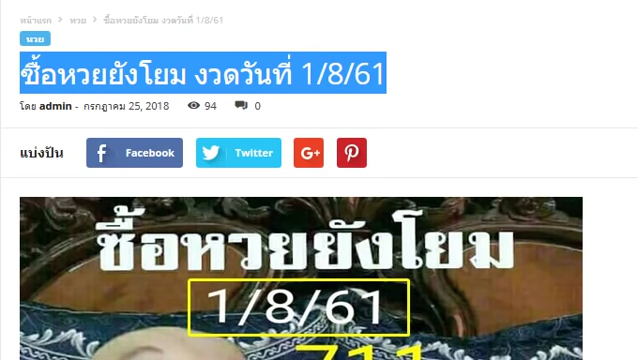 หน้าแรก > หวย > ซื้อหวยยังโยม งวดวันที่ 1/8/61
หวย
ซื้อหวยยังโยม งวดวันที่ 1/8/61
โดย admin - กรกฎาคม 25, 2018 94 0
แบ่งปัน Facebook Twitter G+
ซื้อหวยยังโยม
1/8/61
711